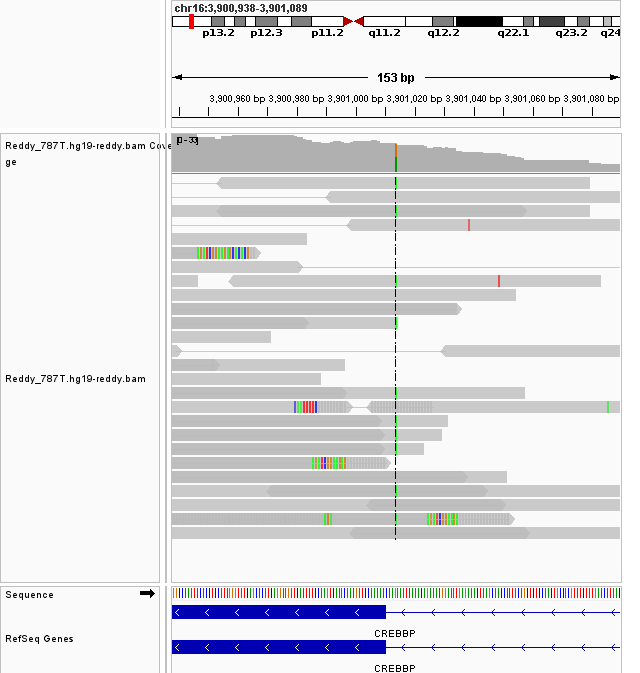 chr16:3,900,938-3,901,089
p13.2 p12.3 p11.2 q11.2 q12.2 q22.1 q23.2 q24
153 bp
3,900,960 bp 3,900,980 bp 3,901,000 bp 3,901,020 bp 3,901,040 bp 3,901,060 bp 3,901,080 bp
Reddy_787T.hg19-reddy.bam Cove
ge
Reddy_787T.hg19-reddy.bam
Sequence
CREBBP
RefSeq Genes
CREBBP